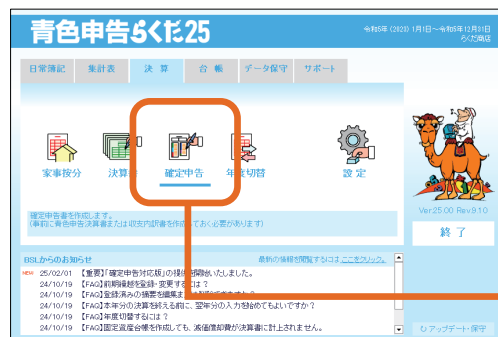 青色申告らくだ25
令和5年 (2023) 1月1日～令和5年12月31日
らくだ商店
日常簿記 集計表 決算 台帳 データ保守 サポート
家事按分 決算 確定申告 年度切替 設定
確定申告書を作成します。
(事前に青色申告決算書または収支内訳書を作成しておく必要があります)
Ver.25.00 Rev.9.10
終了
BSLからのお知らせ 最新の情報を閲覧するには ここをクリック。
NEW 25/02/01 【重要】「確定申告対応版」の提供を開始いたしました。
24/10/19 【FAQ】前期繰越を登録・変更するには？
24/10/19 【FAQ】登録済みの摘要を編集
24/10/19 【FAQ】本年分の決算を終える前に、翌年分の入力を始めてもよいですか？
24/10/19 【FAQ】年度切替するには？
24/10/19 【FAQ】固定資産台帳を作成しても、減価償却費が決算書に計上されません。
アップデート・保守